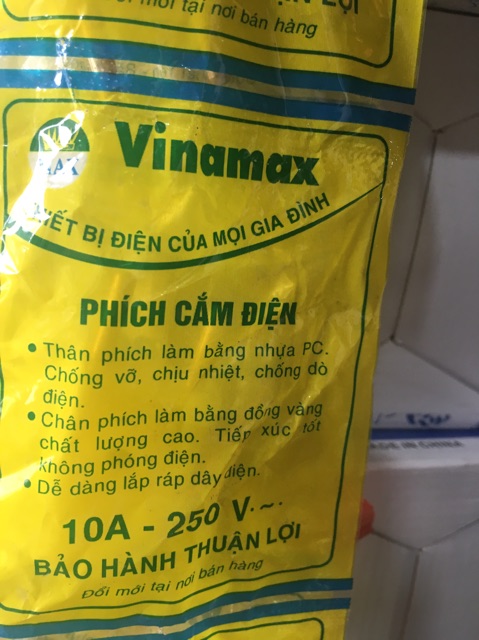 tại nơi bán hàng
Vinamax
THIẾT BỊ ĐIỆN CỦA MỌI GIA ĐÌNH
PHÍCH CẮM ĐIỆN
• Thân phích làm bằng nhựa PC.
Chống vỡ, chịu nhiệt, chống dò
điện.
• Chân phích làm bằng đồng vàng
chất lượng cao. Tiếp xúc tốt
không phóng điện.
• Dễ dàng lắp ráp dây điện.
10A - 250 V.~.
BẢO HÀNH THUẬN LỢI
Đổi mới tại nơi bán hàng
MADE IN CHINA